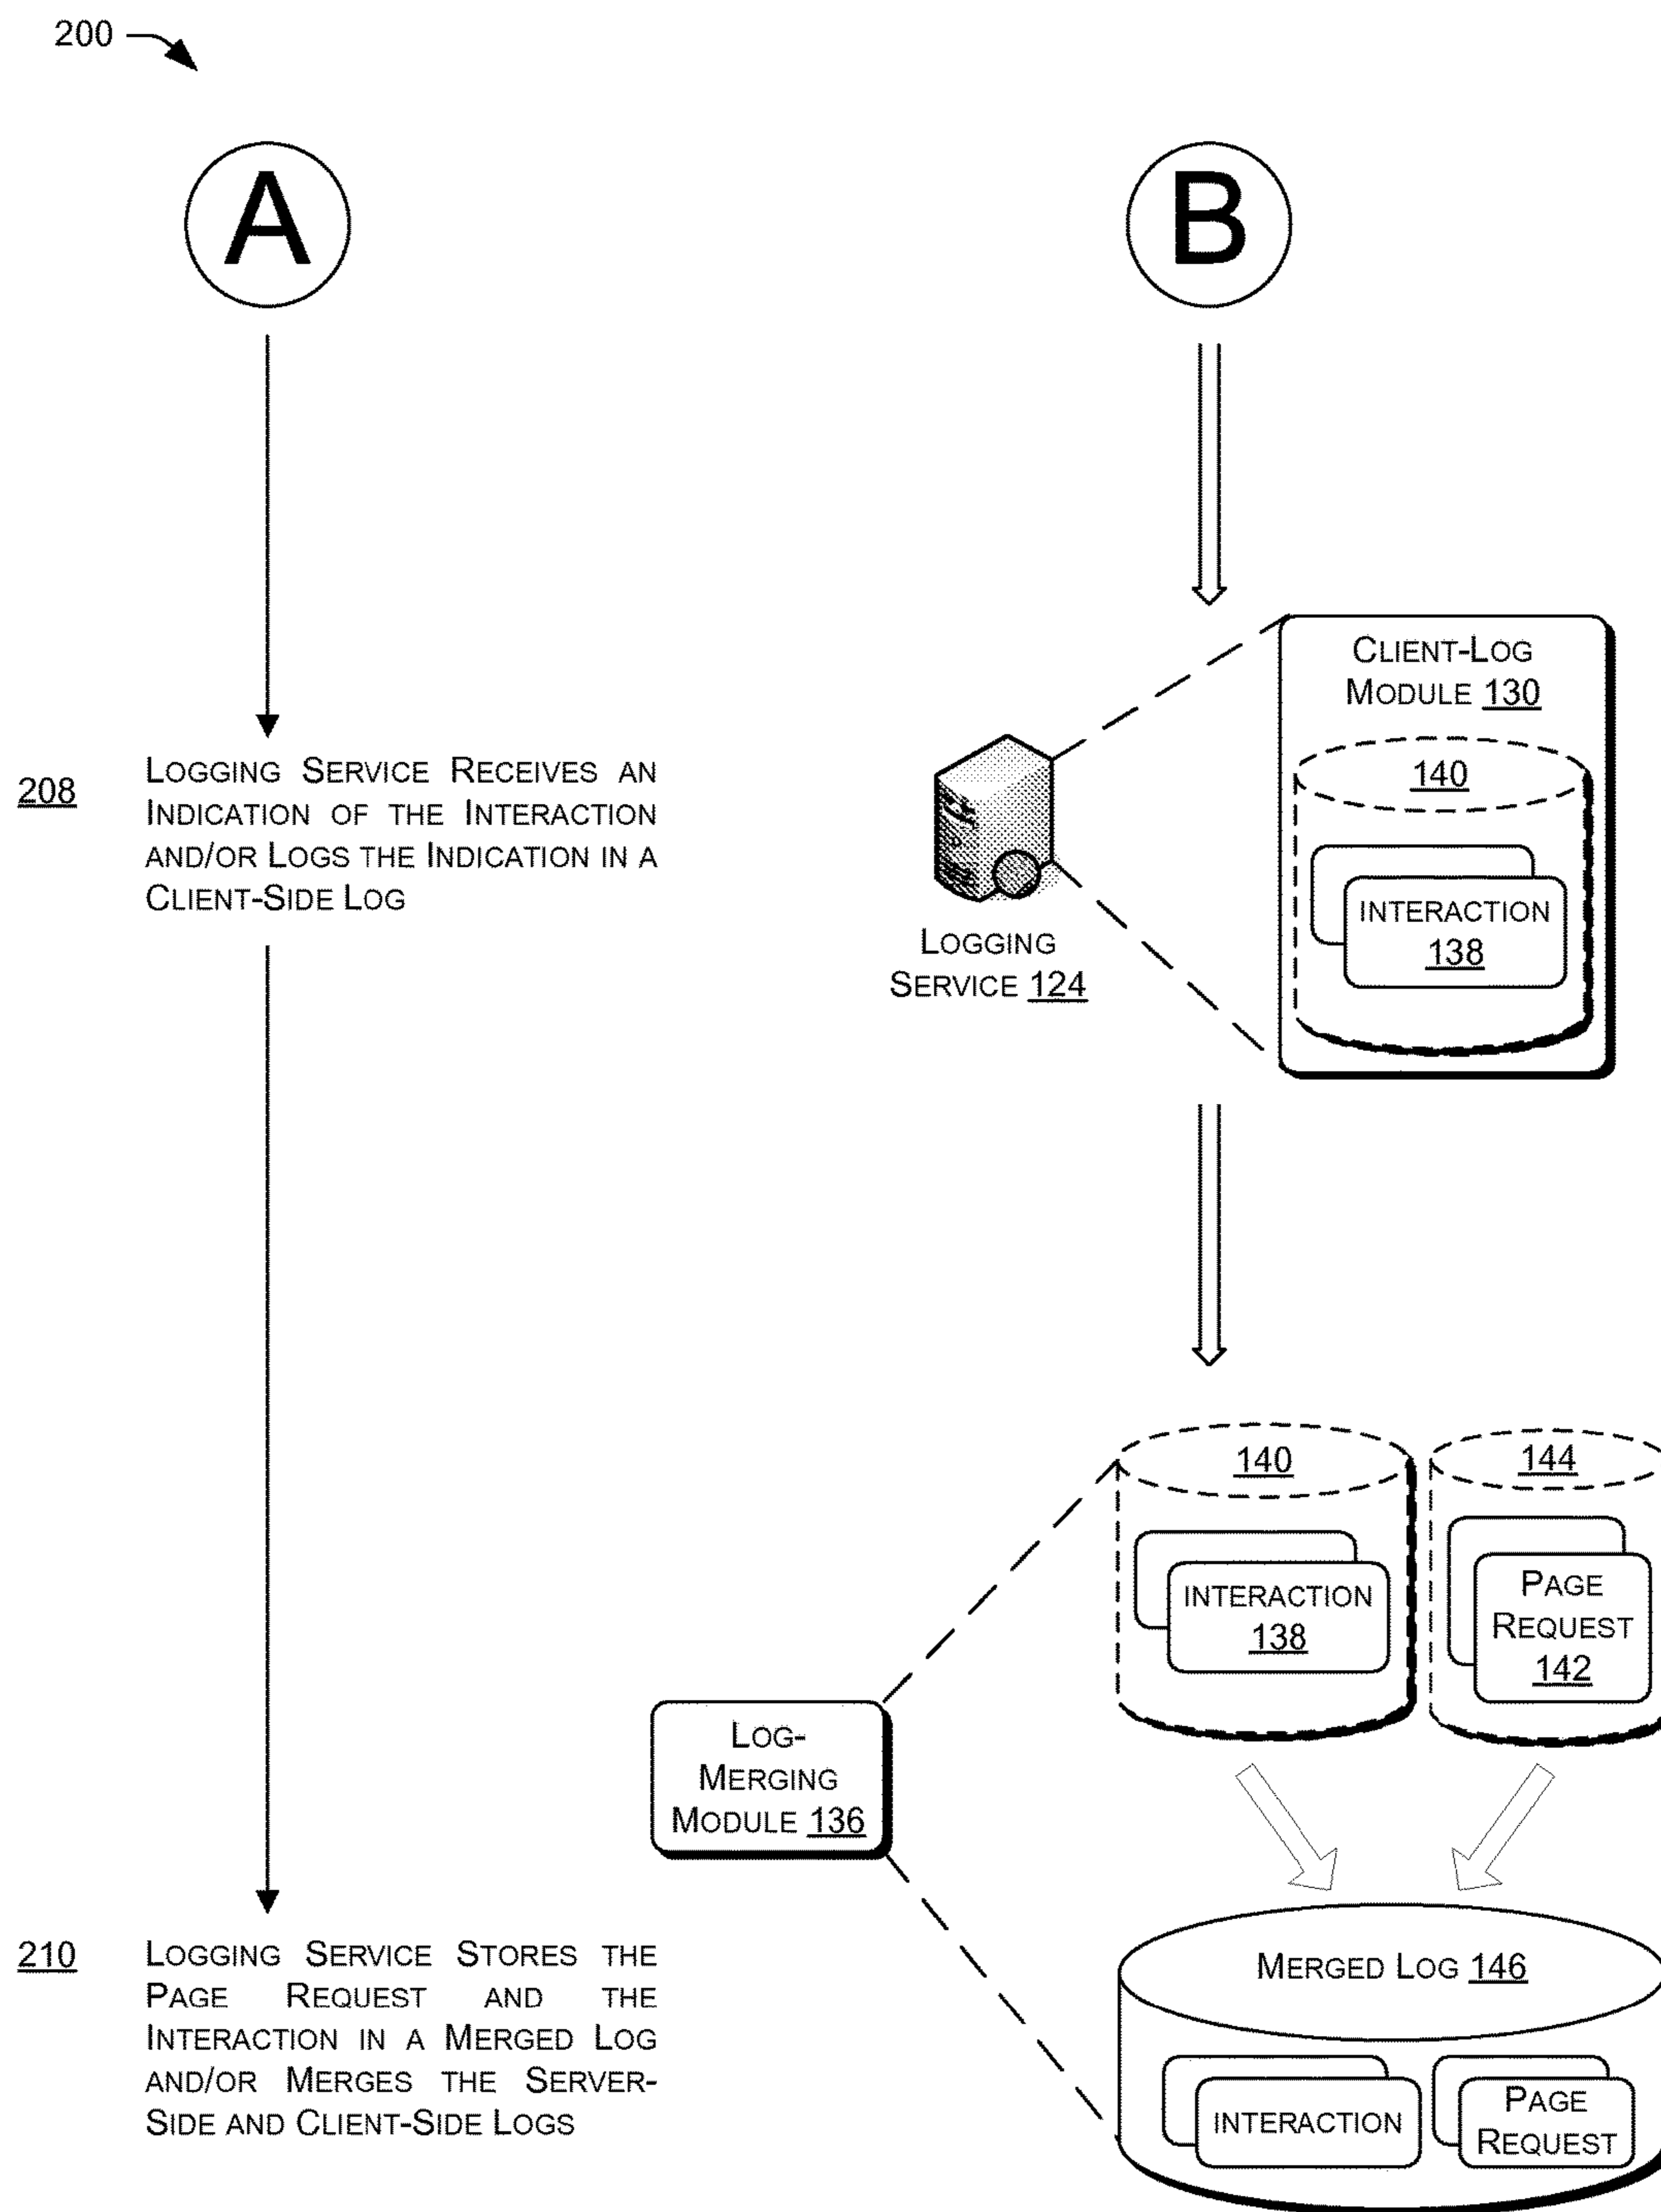 200
A
B
CLIENT-LOG
MODULE 130
140
208
LOGGING SERVICE RECEIVES AN
INDICATION OF THE INTERACTION
AND/OR LOGS THE INDICATION IN A
CLIENT-SIDE LOG
INTERACTION
138
LOGGING
SERVICE 124
140
144
INTERACTION
138
PAGE
REQUEST
142
LOG-
MERGING
MODULE 136
210
LOGGING SERVICE STORES THE
PAGE REQUEST AND THE
INTERACTION IN A MERGED LOG
AND/OR MERGES THE SERVER-
SIDE AND CLIENT-SIDE LOGS
MERGED LOG 146
INTERACTION
PAGE
REQUEST